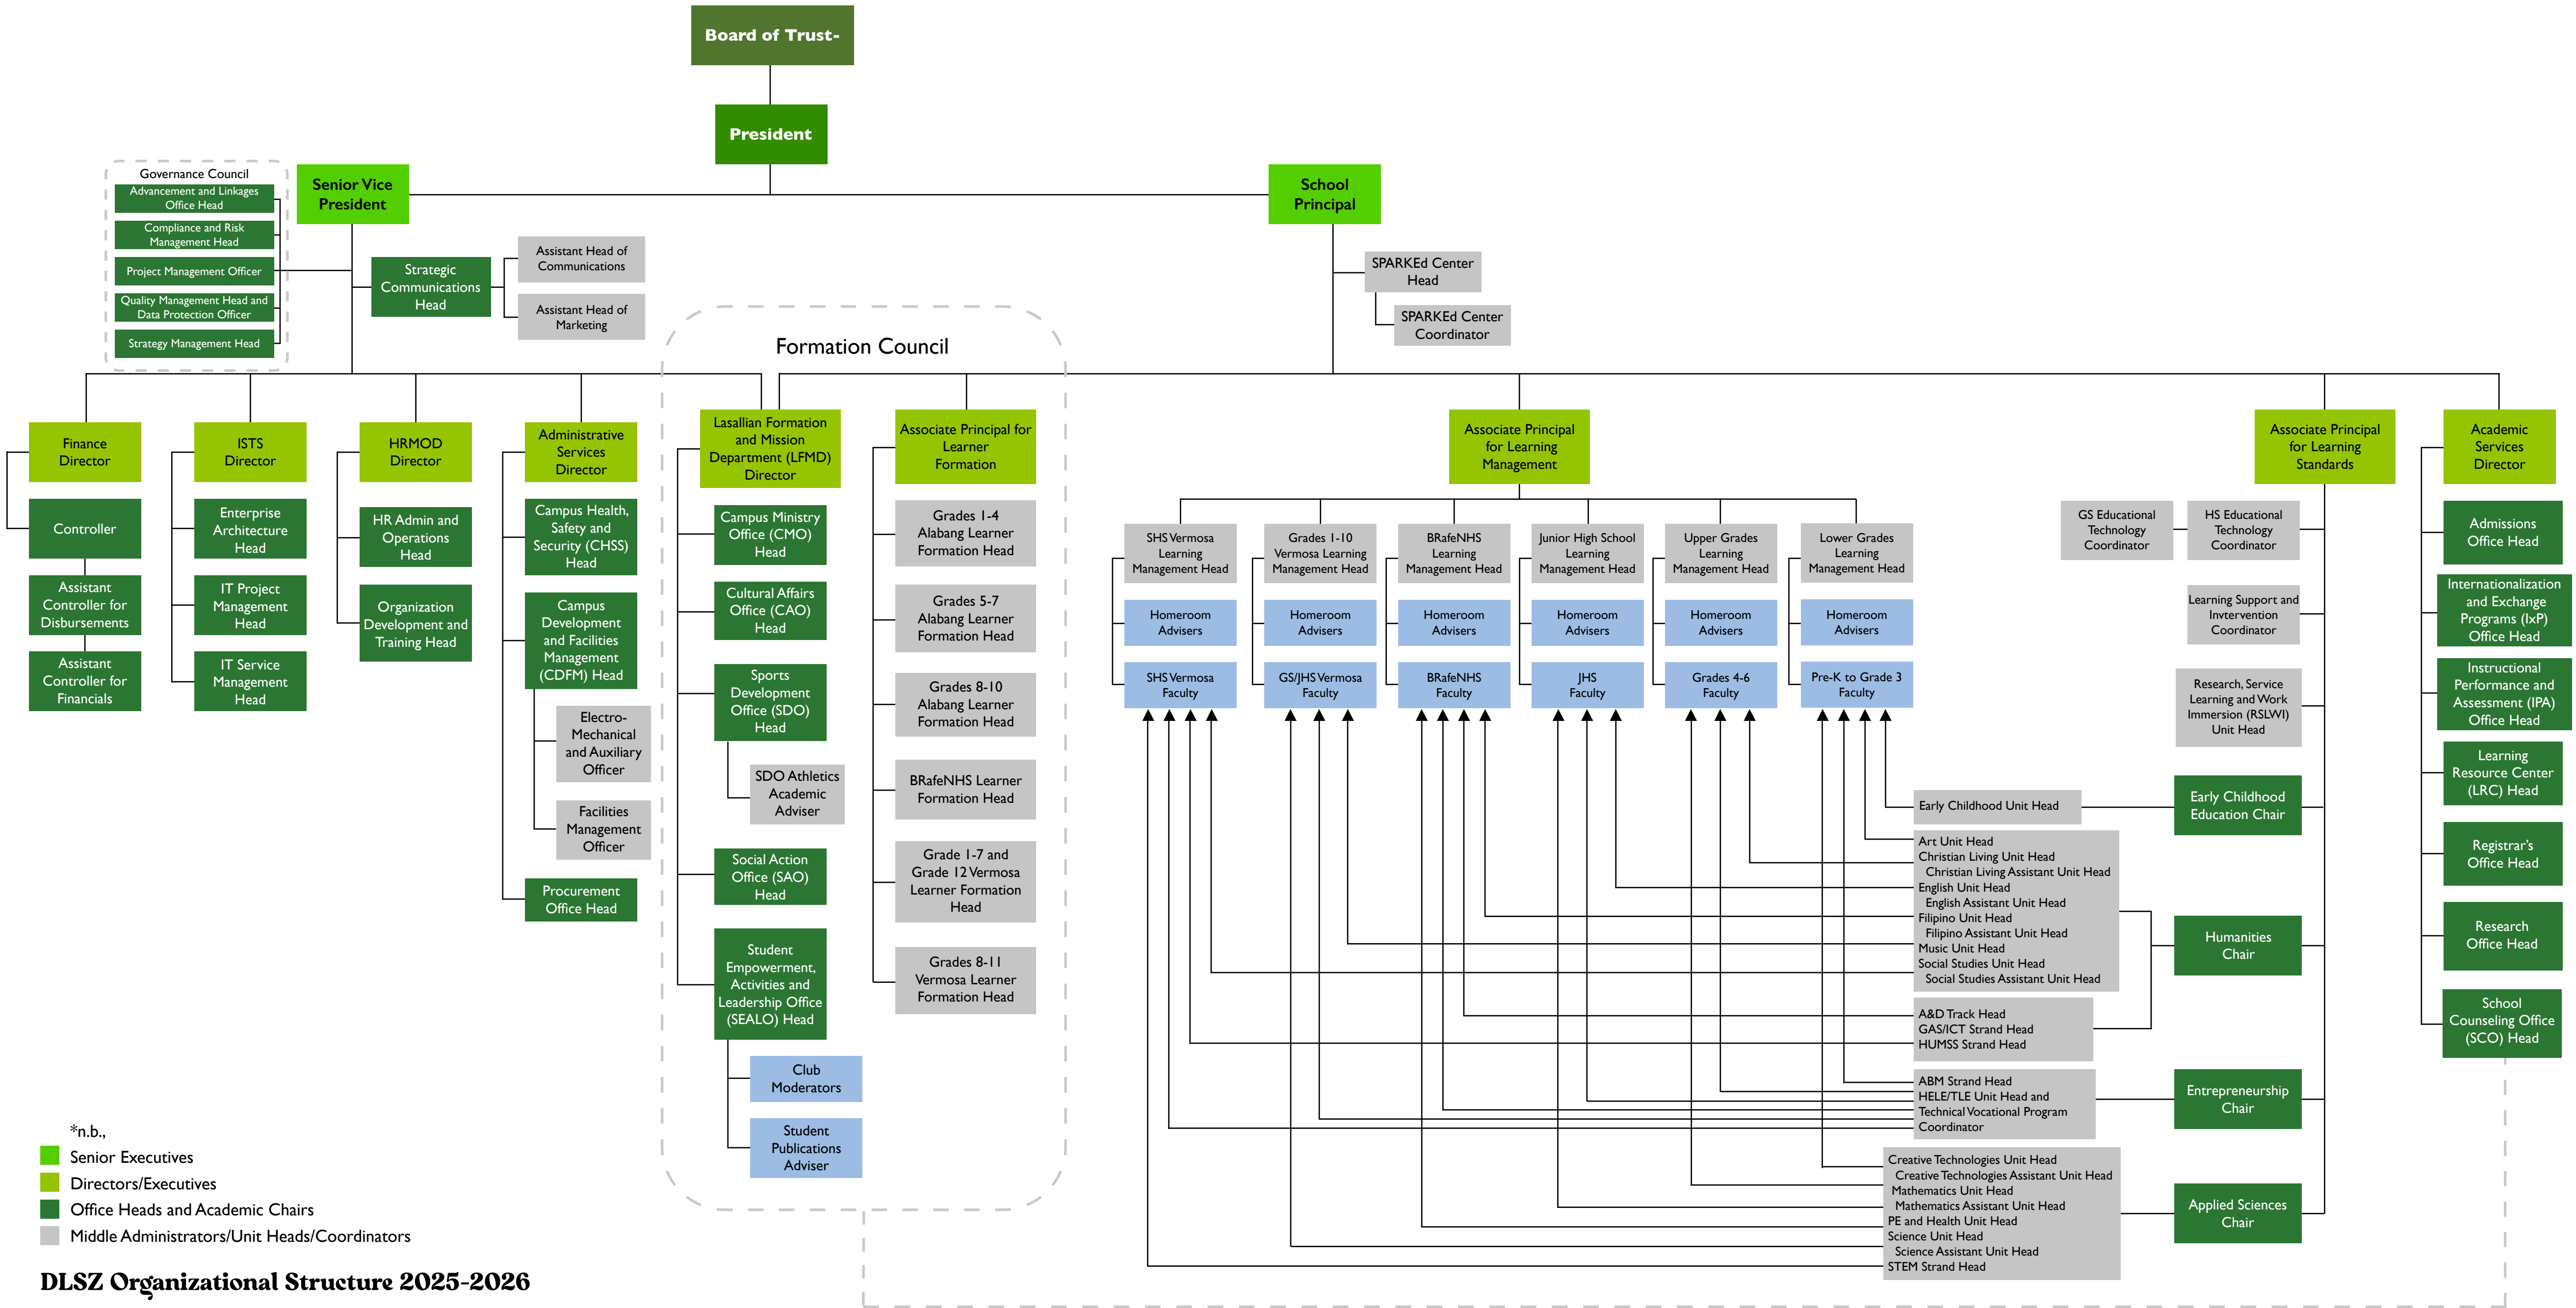 Board of Trust-
President
Senior Vice
President
School
Principal
Governance Council
Advancement and Linkages
Office Head
Compliance and Risk
Management Head
Project Management Officer
Quality Management Head and
Data Protection Officer
Strategy Management Head
Strategic
Communications
Head
Assistant Head of
Communications
Assistant Head of
Marketing
SPARKEd Center
Head
SPARKEd Center
Coordinator
Formation Council
Finance
Director
Controller
Assistant
Controller for
Disbursements
Assistant
Controller for
Financials
ISTS
Director
Enterprise
Architecture
Head
IT Project
Management
Head
IT Service
Management
Head
HRMOD
Director
HR Admin and
Operations
Head
Organization
Development and
Training Head
Administrative
Services
Director
Campus Health,
Safety and
Security (CHSS)
Head
Campus
Development
and Facilities
Management
(CDFM) Head
Electro-
Mechanical
and Auxiliary
Officer
Facilities
Management
Officer
Procurement
Office Head
Lasallian Formation
and Mission
Department (LFMD)
Director
Campus Ministry
Office (CMO)
Head
Cultural Affairs
Office (CAO)
Head
Sports
Development
Office (SDO)
Head
SDO Athletics
Academic
Adviser
Social Action
Office (SAO)
Head
Student
Empowerment,
Activities and
Leadership Office
(SEALO) Head
Club
Moderators
Student
Publications
Adviser
Associate Principal for
Learner
Formation
Grades 1-4
Alabang Learner
Formation Head
Grades 5-7
Alabang Learner
Formation Head
Grades 8-10
Alabang Learner
Formation Head
BRafeNHS Learner
Formation Head
Grade 1-7 and
Grade 12 Vermosa
Learner Formation
Head
Grades 8-11
Vermosa Learner
Formation Head
Associate Principal
for Learning
Management
SHS Vermosa
Learning
Management Head
Homeroom
Advisers
SHS Vermosa
Faculty
Grades 1-10
Vermosa Learning
Management Head
Homeroom
Advisers
GS/JHS Vermosa
Faculty
BRafeNHS
Learning
Management Head
Homeroom
Advisers
BRafeNHS
Faculty
Junior High School
Learning
Management Head
Homeroom
Advisers
JHS
Faculty
Upper Grades
Learning
Management Head
Homeroom
Advisers
Grades 4-6
Faculty
Lower Grades
Learning
Management Head
Homeroom
Advisers
Pre-K to Grade 3
Faculty
Associate Principal
for Learning
Standards
GS Educational
Technology
Coordinator
HS Educational
Technology
Coordinator
Learning Support and
Invtervention
Coordinator
Research, Service
Learning and Work
Immersion (RSLWI)
Unit Head
Early Childhood Unit Head
Early Childhood
Education Chair
Art Unit Head
Christian Living Unit Head
Christian Living Assistant Unit Head
English Unit Head
English Assistant Unit Head
Filipino Unit Head
Filipino Assistant Unit Head
Music Unit Head
Social Studies Unit Head
Social Studies Assistant Unit Head
Humanities
Chair
A&D Track Head
GAS/ICT Strand Head
HUMSS Strand Head
ABM Strand Head
HELE/TLE Unit Head and
Technical Vocational Program
Coordinator
Entrepreneurship
Chair
Creative Technologies Unit Head
Creative Technologies Assistant Unit Head
Mathematics Unit Head
Mathematics Assistant Unit Head
PE and Health Unit Head
Science Unit Head
Science Assistant Unit Head
STEM Strand Head
Applied Sciences
Chair
Academic
Services
Director
Admissions
Office Head
Internationalization
and Exchange
Programs (IxP)
Office Head
Instructional
Performance and
Assessment (IPA)
Office Head
Learning
Resource Center
(LRC) Head
Registrar's
Office Head
Research
Office Head
School
Counseling Office
(SCO) Head
*n.b.,
Senior Executives
Directors/Executives
Office Heads and Academic Chairs
Middle Administrators/Unit Heads/Coordinators
DLSZ Organizational Structure 2025-2026